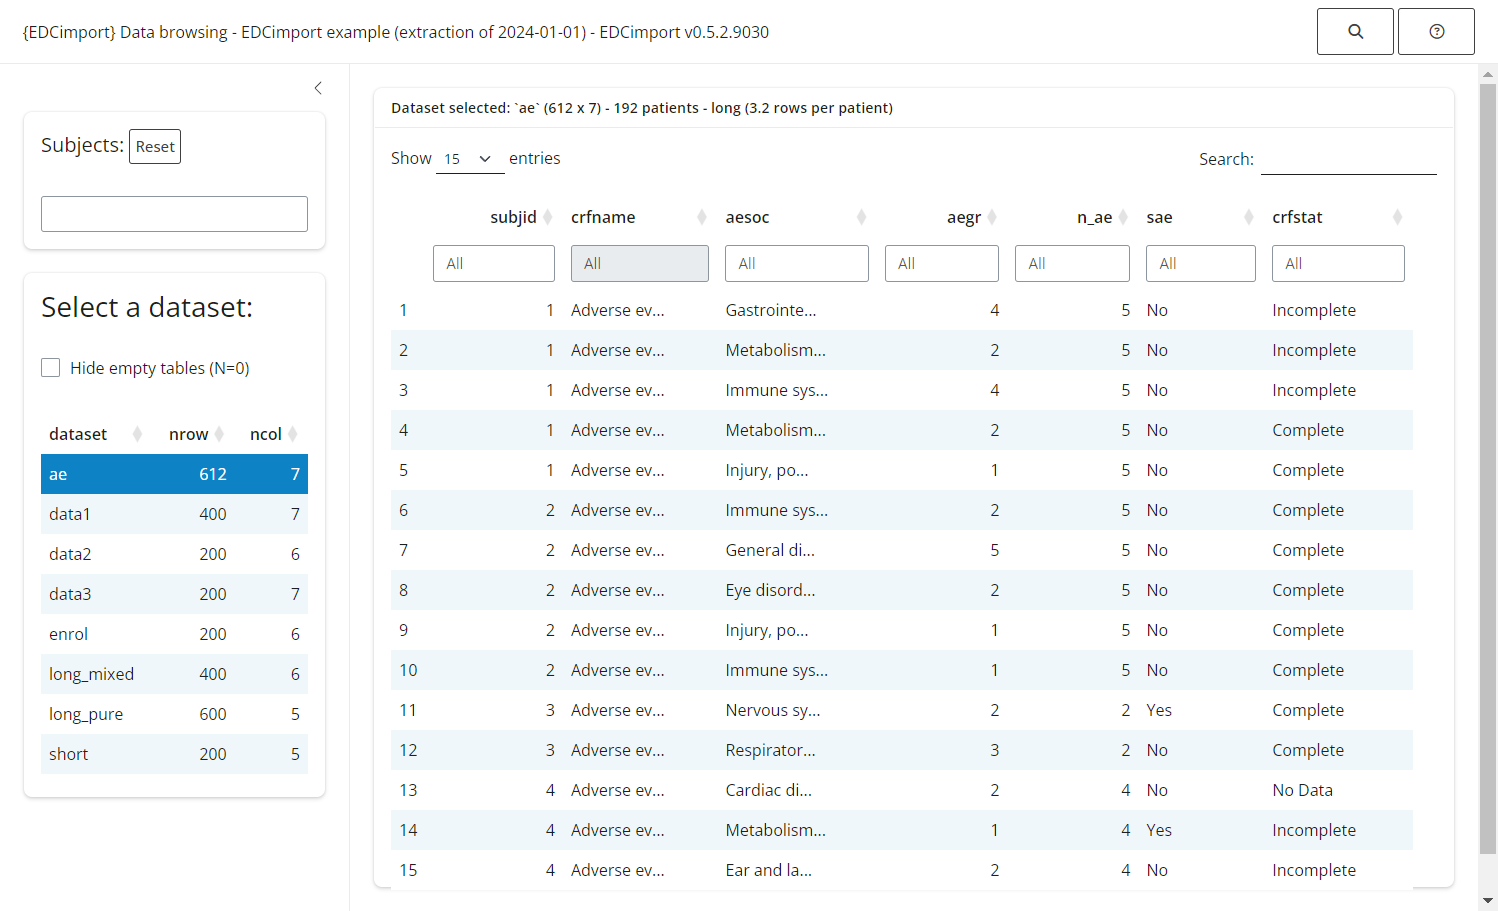 {EDCimport} Data browsing - EDCimport example (extraction of 2024-01-01) - EDCimport v0.5.2.9030
Subjects: Reset
Select a dataset:
Hide empty tables (N=0)
dataset nrow ncol
ae 612 7
data1 400 7
data2 200 6
data3 200 7
enrol 200 6
long_mixed 400 6
long_pure 600 5
short 200 5
Dataset selected: `ae` (612 x 7) - 192 patients - long (3.2 rows per patient)
Show 15 entries Search:
subjid crfname aesoc aegr n_ae sae crfstat
All All All All All All All
1 1 Adverse ev... Gastrointe... 4 5 No Incomplete
2 1 Adverse ev... Metabolism... 2 5 No Incomplete
3 1 Adverse ev... Immune sys... 4 5 No Incomplete
4 1 Adverse ev... Metabolism... 2 5 No Complete
5 1 Adverse ev... Injury, po... 1 5 No Complete
6 2 Adverse ev... Immune sys... 2 5 No Complete
7 2 Adverse ev... General di... 5 5 No Complete
8 2 Adverse ev... Eye disord... 2 5 No Complete
9 2 Adverse ev... Injury, po... 1 5 No Complete
10 2 Adverse ev... Immune sys... 1 5 No Complete
11 3 Adverse ev... Nervous sy... 2 2 Yes Complete
12 3 Adverse ev... Respirator... 3 2 No Complete
13 4 Adverse ev... Cardiac di... 2 4 No No Data
14 4 Adverse ev... Metabolism... 1 4 Yes Incomplete
15 4 Adverse ev... Ear and la... 2 4 No Incomplete